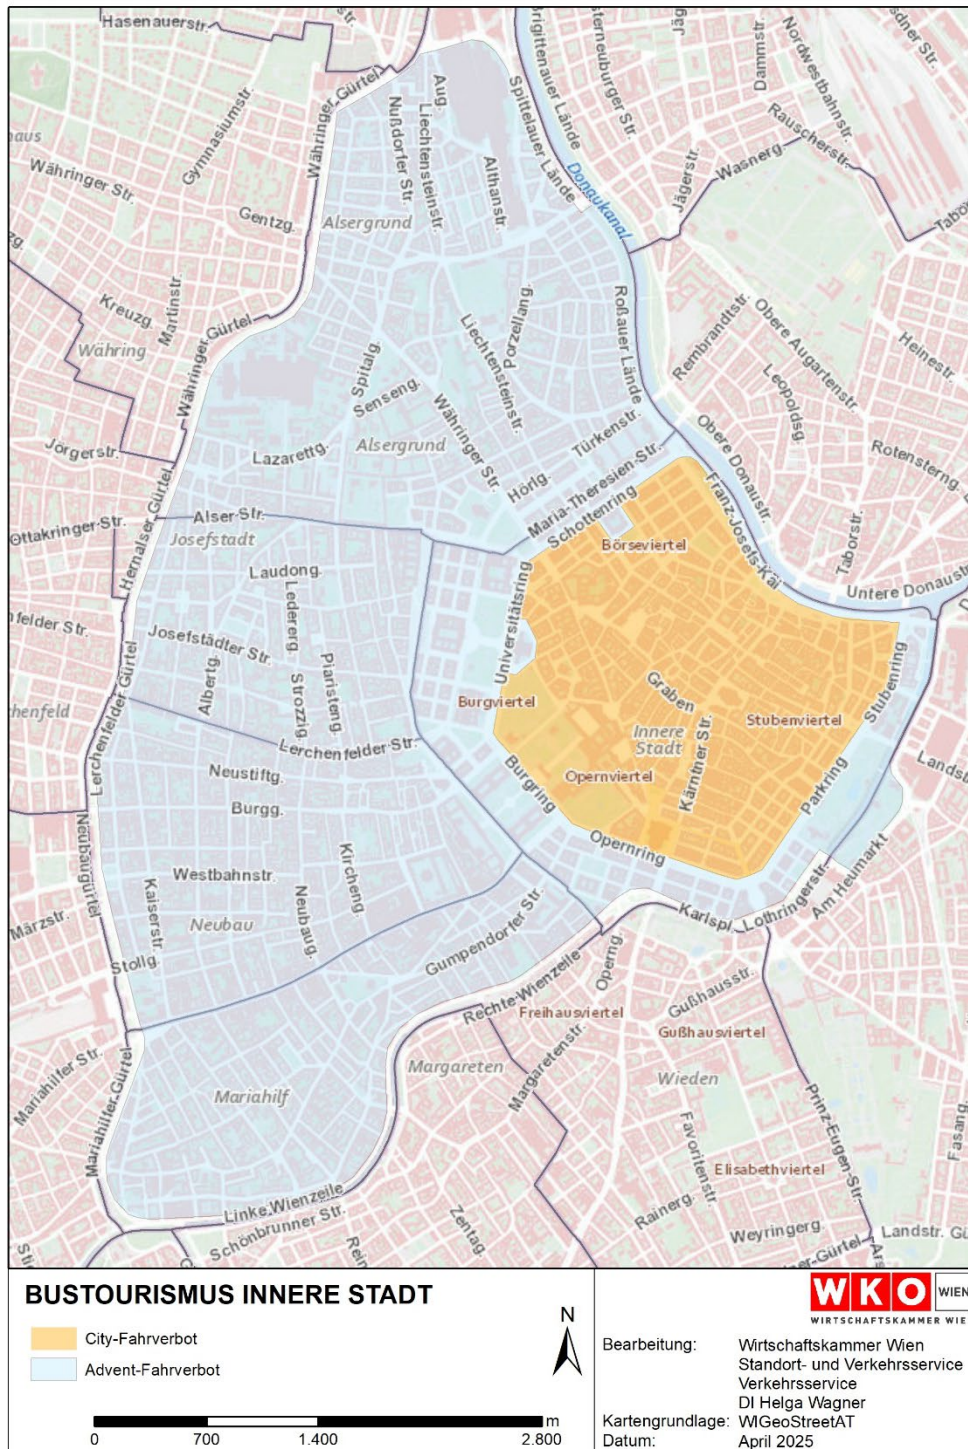 Hasenauerstr.
Gymnasiumstr.
Währinger Gürtel
Nußdorfer Str.
Aug.
Liechtensteinstr.
Althanstr.
Spittelauer Lände
Brigittenauer Lände
Donaukanal
Jägerstr.
Dammstr.
Nordwestbahnstr.
Rauscherstr.
Wasnerg.
Währinger Str.
Gentzg.
Alsergrund
Kreuzg.
Martinstr.
Währing
Währinger Gürtel
Spitalg.
Senseng.
Liechtensteinstr.
Porzellang.
Roßauer Lände
Rembrandtstr.
Obere Augartenstr.
Leopoldsg.
Heinestr.
Jörgerstr.
Lazarettg.
Alsergrund
Währinger Str.
Hörlg.
Türkenstr.
Maria-Theresien-Str.
Schottenring
Obere Donaustr.
Franz-Josefs-Kai
Taborstr.
Untere Donaustr.
Ottakringer Str.
Hernalser Gürtel
Alser Str.
Josefstadt
Laudong.
Ledererg.
Börseviertel
Josefstädter Str.
Albertg.
Strozzig.
Piaristeng.
Universitätsring
Burgviertel
Graben
Innere
Stadt
Stubenviertel
Stubenring
Lerchenfelder Gürtel
Lerchenfelder Str.
Neustiftg.
Burgg.
Burgring
Opernviertel
Kärntner Str.
Parkring
Opernring
Neubaugürtel
Westbahnstr.
Kaiserstr.
Neubau
Neubaug.
Kircheng.
Märzstr.
Stollg.
Gumpendorfer Str.
Karlspl.
Lothringerstr.
Am Heumarkt
Rechte Wienzeile
Operng.
Freihausviertel
Gußhausstr.
Gußhausviertel
Mariahilfer Str.
Mariahilfer Gürtel
Mariahilf
Margareten
Margaretenstr.
Wieden
Favoritenstr.
Prinz-Eugen-Str.
Elisabethviertel
Linke Wienzeile
Schönbrunner Str.
Zentag.
Rainerg.
Weyringerg.
BUSTOURISMUS INNERE STADT
City-Fahrverbot
Advent-Fahrverbot
N
0 700 1.400 2.800 m
WKO WIEN
WIRTSCHAFTSKAMMER WIE
Bearbeitung: Wirtschaftskammer Wien
Standort- und Verkehrsservice
Verkehrsservice
DI Helga Wagner
Kartengrundlage: WIGeoStreetAT
Datum: April 2025